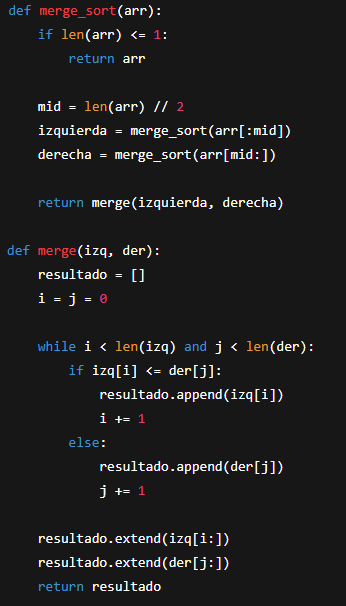 def merge_sort(arr):
    if len(arr) <= 1:
        return arr

    mid = len(arr) // 2
    izquierda = merge_sort(arr[:mid])
    derecha = merge_sort(arr[mid:])

    return merge(izquierda, derecha)

def merge(izq, der):
    resultado = []
    i = j = 0

    while i < len(izq) and j < len(der):
        if izq[i] <= der[j]:
            resultado.append(izq[i])
            i += 1
        else:
            resultado.append(der[j])
            j += 1

    resultado.extend(izq[i:])
    resultado.extend(der[j:])
    return resultado